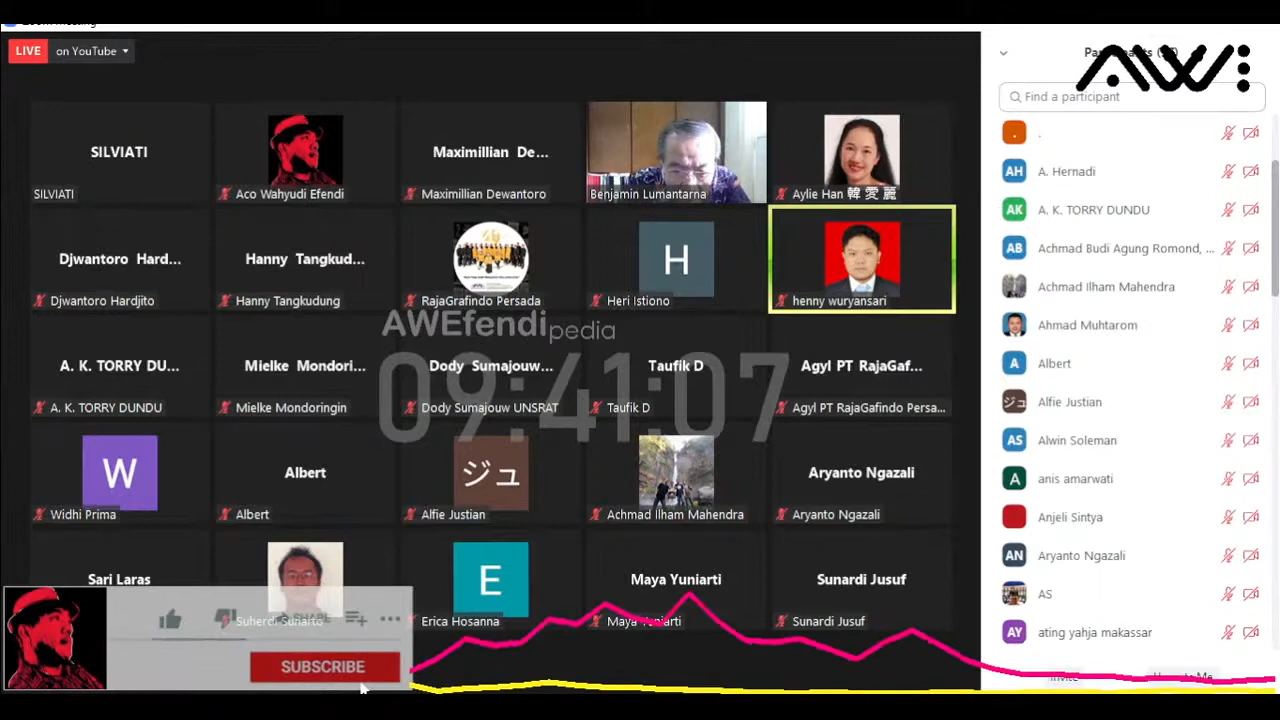 LIVE on YouTube
Find a participant
SILVIATI
SILVIATI
Aco Wahyudi Efendi
Maximillian De...
Maximillian Dewantoro
Benjamin Lumantarna
Aylie Han 韓 愛 麗
Djwantoro Hard...
Djwantoro Hardjito
Hanny Tangkud...
Hanny Tangkudung
RajaGrafindo Persada
H
Heri Istiono
henny wuryansari
AWEfendipedia
09:41:07
A. K. TORRY DU...
A. K. TORRY DUNDU
Mielke Mondori...
Mielke Mondoringin
Dody Sumajouw...
Dody Sumajouw UNSRAT
Taufik D
Taufik D
Agyl PT RajaGaf...
Agyl PT RajaGafindo Persa...
W
Widhi Prima
Albert
Albert
ジュ
Alfie Justian
Achmad Ilham Mahendra
Aryanto Ngazali
Aryanto Ngazali
Sari Laras
SHARE
Suherdi Sunarto
E
Erica Hosanna
Maya Yuniarti
Maya Yuniarti
Sunardi Jusuf
Sunardi Jusuf
SUBSCRIBE
AWI
. .
AH A. Hernadi
AK A. K. TORRY DUNDU
AB Achmad Budi Agung Romond, ...
Achmad Ilham Mahendra
Ahmad Muhtarom
A Albert
ジュ Alfie Justian
AS Alwin Soleman
A anis amarwati
Anjeli Sintya
AN Aryanto Ngazali
AS
AY ating yahja makassar
Invite